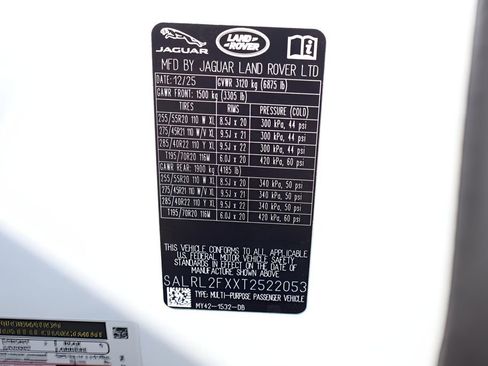 JAGUAR
LAND ROVER
MFD BY JAGUAR LAND ROVER LTD
DATE: 12/25 GVWR 3120 kg (6875 lb)
GAWR FRONT: 1500 kg (3305 lb)
TIRES RIMS PRESSURE (COLD)
255/55R20 110 W XL 8.5J x 20 300 kPa, 44 psi
275/45R21 110 W/V XL 9.5J x 21 300 kPa, 44 psi
285/40R22 110 Y XL 9.5J x 22 300 kPa, 44 psi
T195/70R20 116M 6.0J x 20 420 kPa, 60 psi
GAWR REAR: 1900 kg (4185 lb)
255/55R20 110 W XL 8.5J x 20 340 kPa, 50 psi
275/45R21 110 W/V XL 9.5J x 21 340 kPa, 50 psi
285/40R22 110 Y XL 9.5J x 22 340 kPa, 50 psi
T195/70R20 116M 6.0J x 20 420 kPa, 60 psi
THIS VEHICLE CONFORMS TO ALL APPLICABLE
U.S. FEDERAL MOTOR VEHICLE SAFETY
STANDARDS IN EFFECT ON THE DATE OF
MANUFACTURE SHOWN ABOVE.
SALRL2FXXT2522053
TYPE: MULTI-PURPOSE PASSENGER VEHICLE
MY42-1532-DB